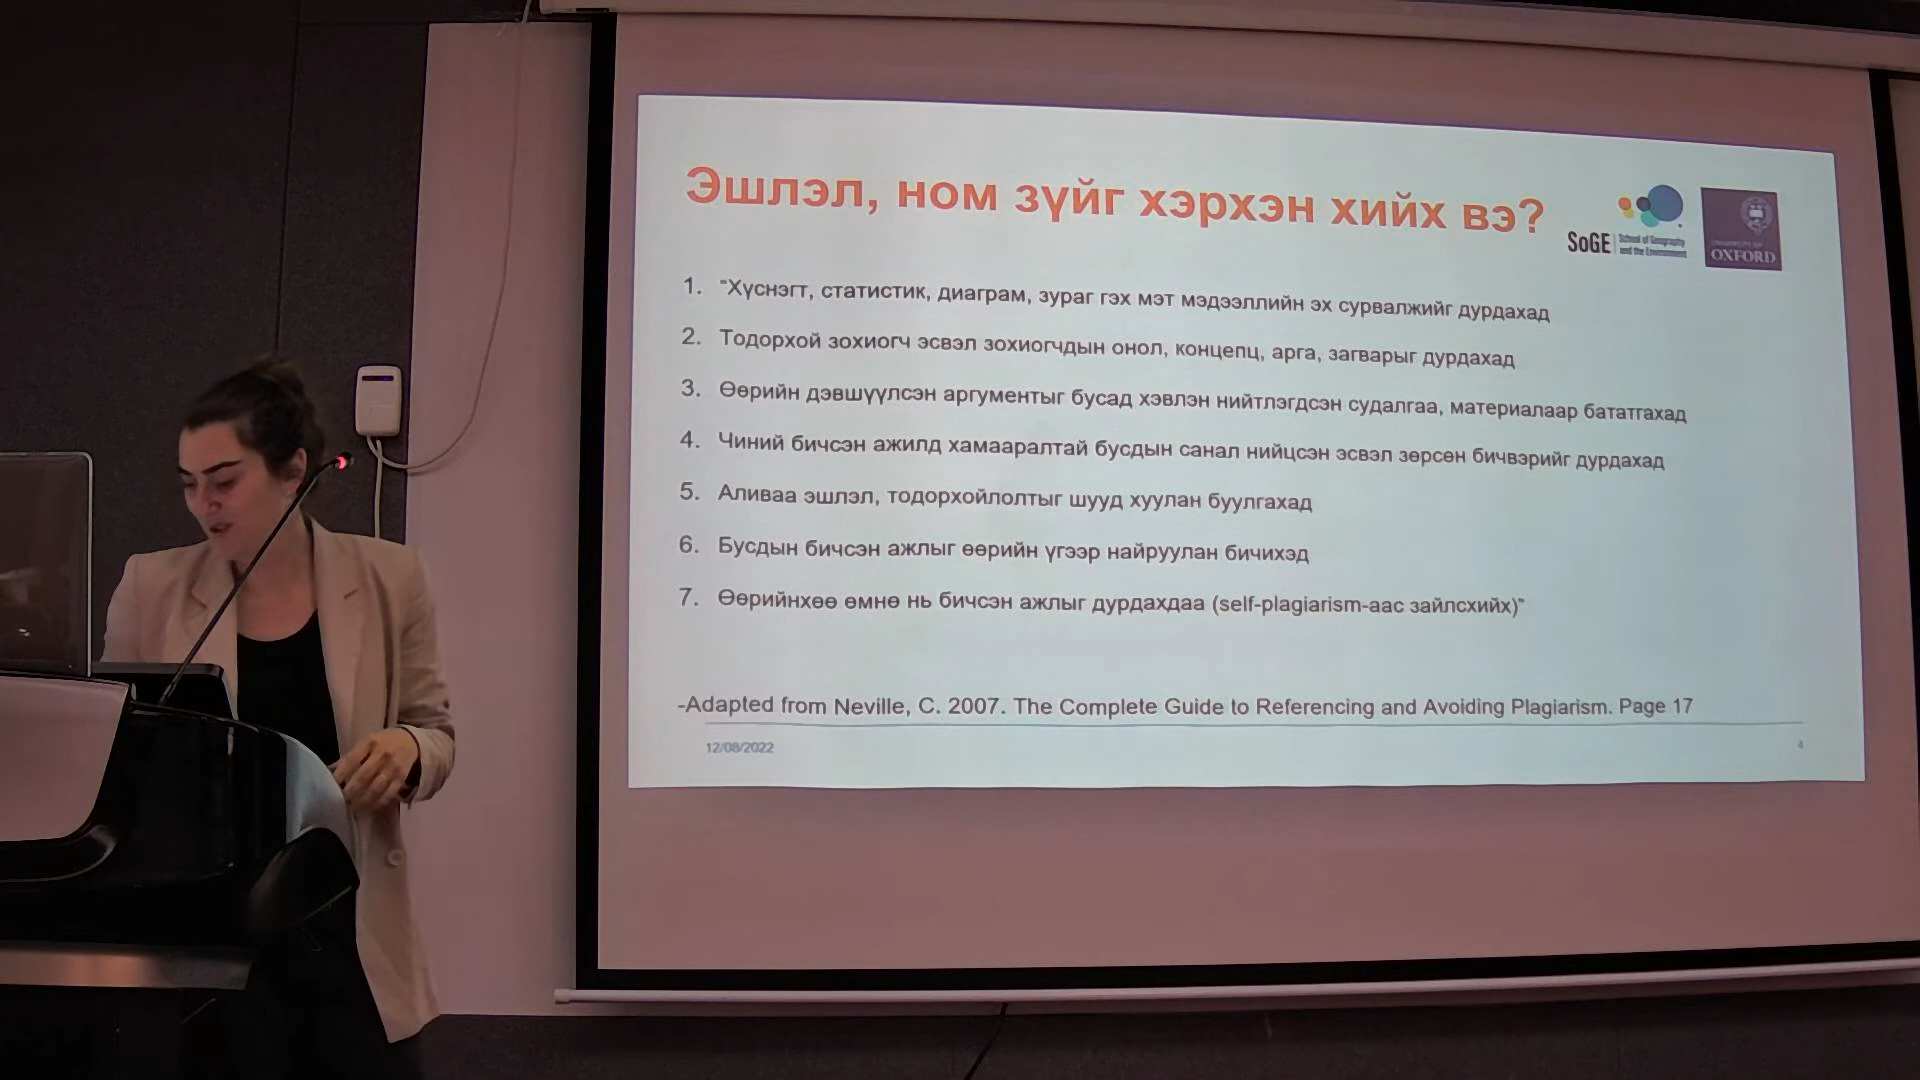 Эшлэл, ном зүйг хэрхэн хийх вэ?
SoGE
School of Geography
and the Environment
UNIVERSITY OF
OXFORD
1. "Хүснэгт, статистик, диаграм, зураг гэх мэт мэдээллийн эх сурвалжийг дурдахад
2. Тодорхой зохиогч эсвэл зохиогчдын онол, концепц, арга, загварыг дурдахад
3. Өөрийн дэвшүүлсэн аргументыг бусад хэвлэн нийтлэгдсэн судалгаа, материалаар бататгахад
4. Чиний бичсэн ажилд хамааралтай бусдын санал нийцсэн эсвэл зөрсөн бичвэрийг дурдахад
5. Аливаа эшлэл, тодорхойлолтыг шууд хуулан буулгахад
6. Бусдын бичсэн ажлыг өөрийн үгээр найруулан бичихэд
7. Өөрийнхөө өмнө нь бичсэн ажлыг дурдахдаа (self-plagiarism-аас зайлсхийх)"
-Adapted from Neville, C. 2007. The Complete Guide to Referencing and Avoiding Plagiarism. Page 17
12/08/2022
4